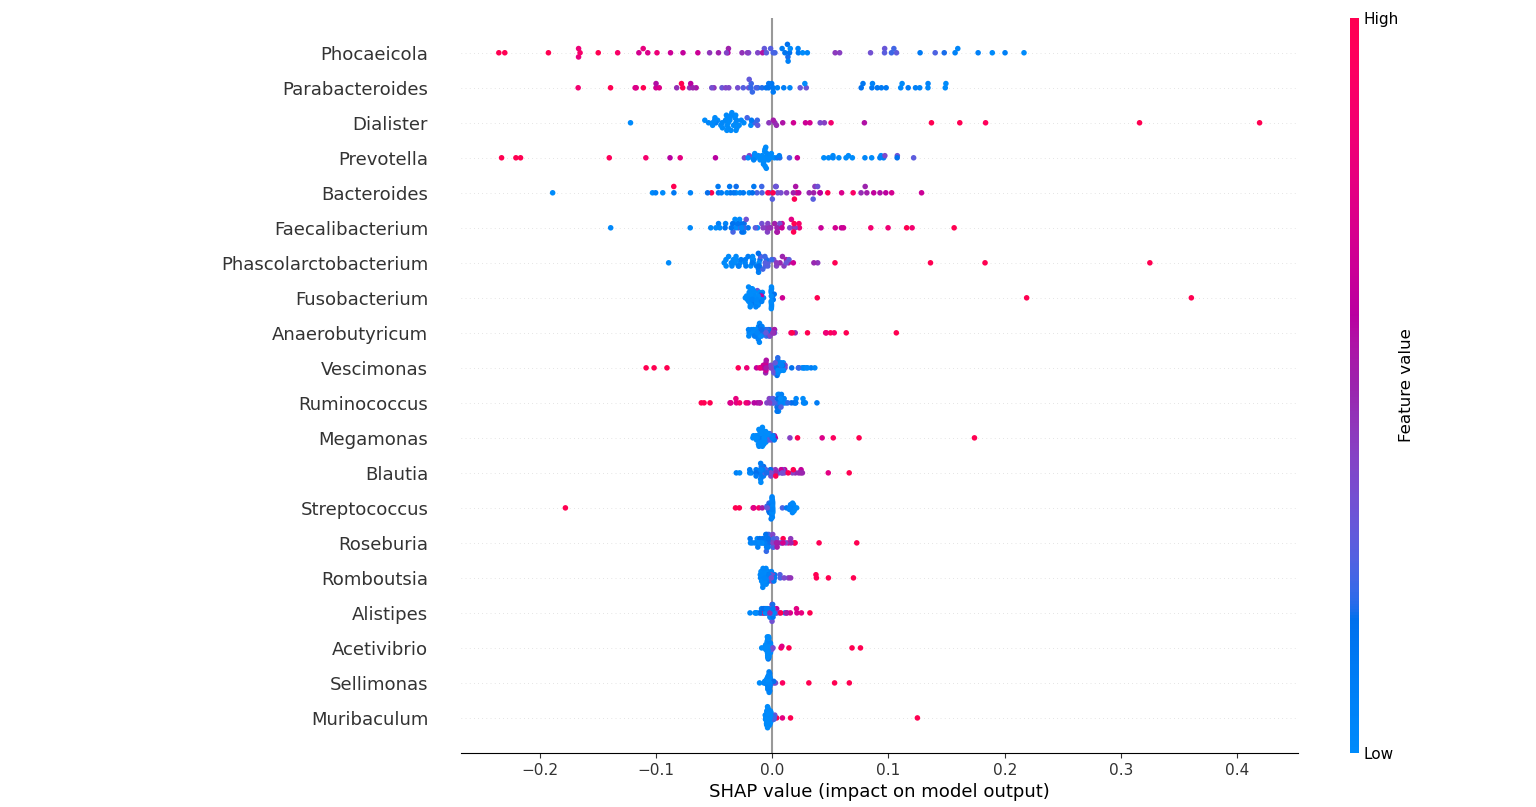 High
Phocaeicola
Parabacteroides
Dialister
Prevotella
Bacteroides
Faecalibacterium
Phascolarctobacterium
Fusobacterium
Anaerobutyricum
Vescimonas
Ruminococcus
Megamonas
Blautia
Streptococcus
Roseburia
Romboutsia
Alistipes
Acetivibrio
Sellimonas
Muribaculum
Feature value
Low
−0.2 −0.1 0.0 0.1 0.2 0.3 0.4
SHAP value (impact on model output)